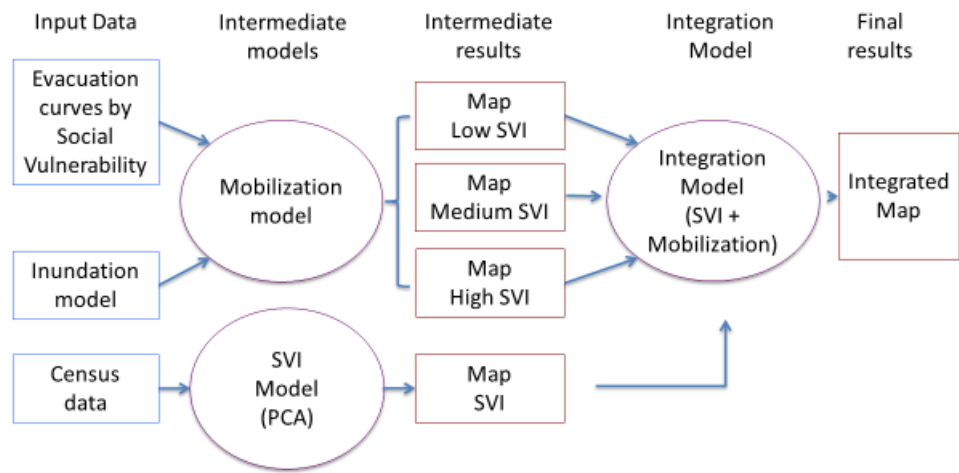 Input Data
Intermediate
models
Intermediate
results
Integration
Model
Final
results
Evacuation
curves by
Social
Vulnerability
Inundation
model
Census
data
Mobilization
model
SVI
Model
(PCA)
Map
Low SVI
Map
Medium SVI
Map
High SVI
Map
SVI
Integration
Model
(SVI +
Mobilization)
Integrated
Map